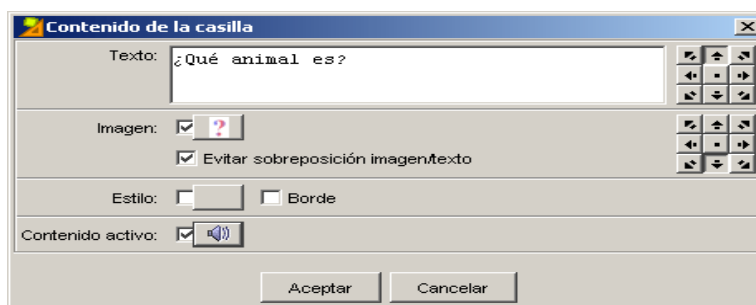 Contenido de la casilla
Texto: ¿Qué animal es?
Imagen: ?
Evitar sobreposición imagen/texto
Estilo: Borde
Contenido activo:
Aceptar Cancelar